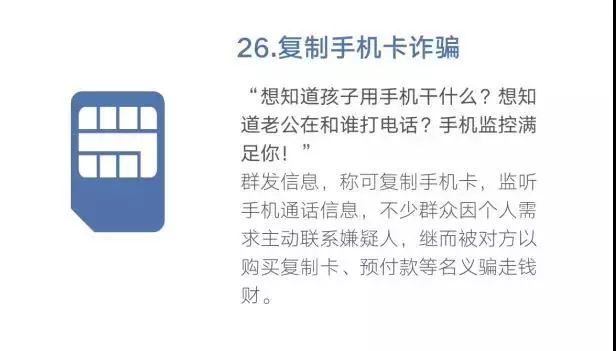 26.复制手机卡诈骗
“想知道孩子用手机干什么？想知
道老公在和谁打电话？手机监控满
足你！”
群发信息，称可复制手机卡，监听
手机通话信息，不少群众因个人需
求主动联系嫌疑人，继而被对方以
购买复制卡、预付款等名义骗走钱
财。